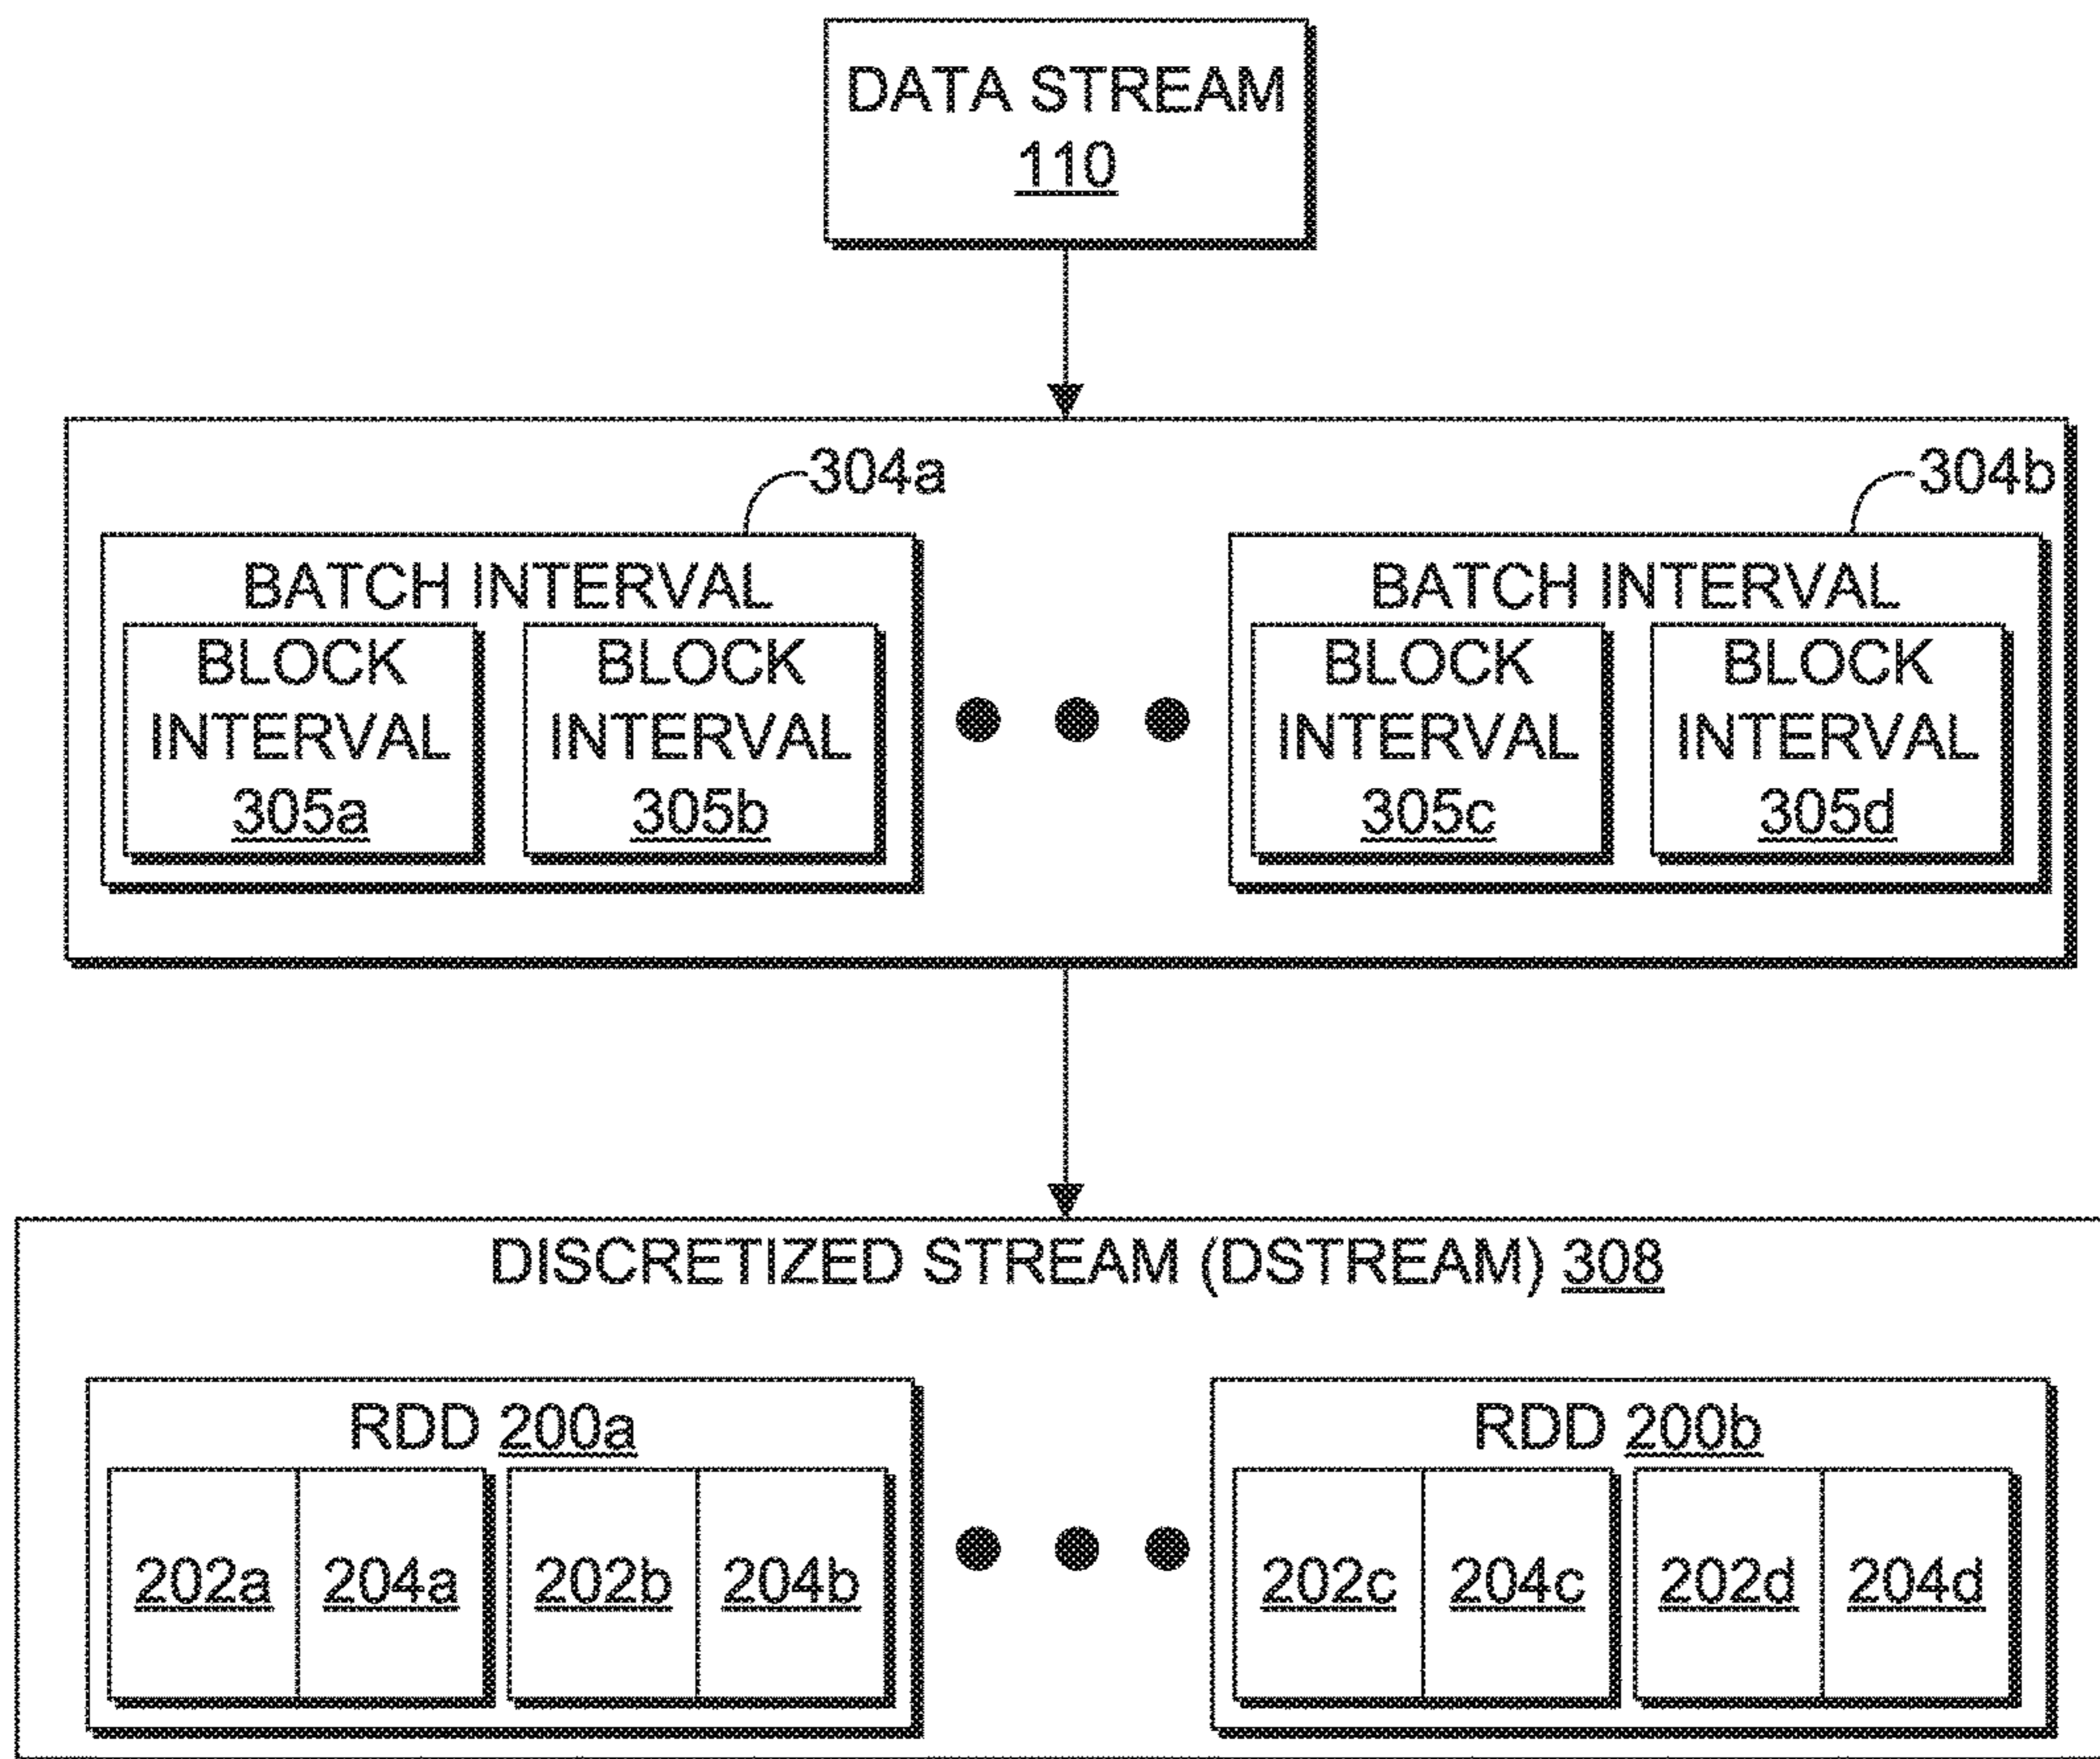 DATA STREAM
110
304a
304b
BATCH INTERVAL
BATCH INTERVAL
BLOCK
INTERVAL
305a
BLOCK
INTERVAL
305b
BLOCK
INTERVAL
305c
BLOCK
INTERVAL
305d
DISCRETIZED STREAM (DSTREAM) 308
RDD 200a
RDD 200b
202a
204a
202b
204b
202c
204c
202d
204d